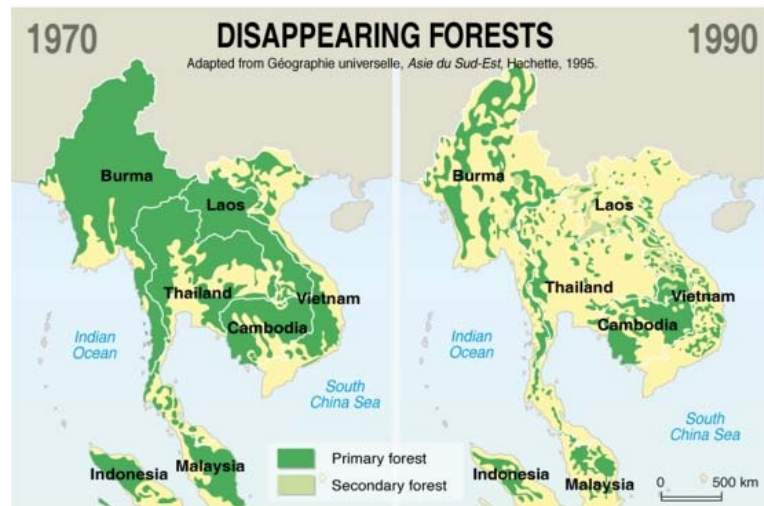 1970
DISAPPEARING FORESTS
1990
Adapted from Géographie universelle, Asie du Sud-Est, Hachette, 1995.
Burma
Laos
Thailand
Vietnam
Cambodia
Indian
Ocean
South
China Sea
Indonesia
Malaysia
Burma
Laos
Thailand
Vietnam
Cambodia
Indian
Ocean
South
China Sea
Indonesia
Malaysia
Primary forest
Secondary forest
0 500 km